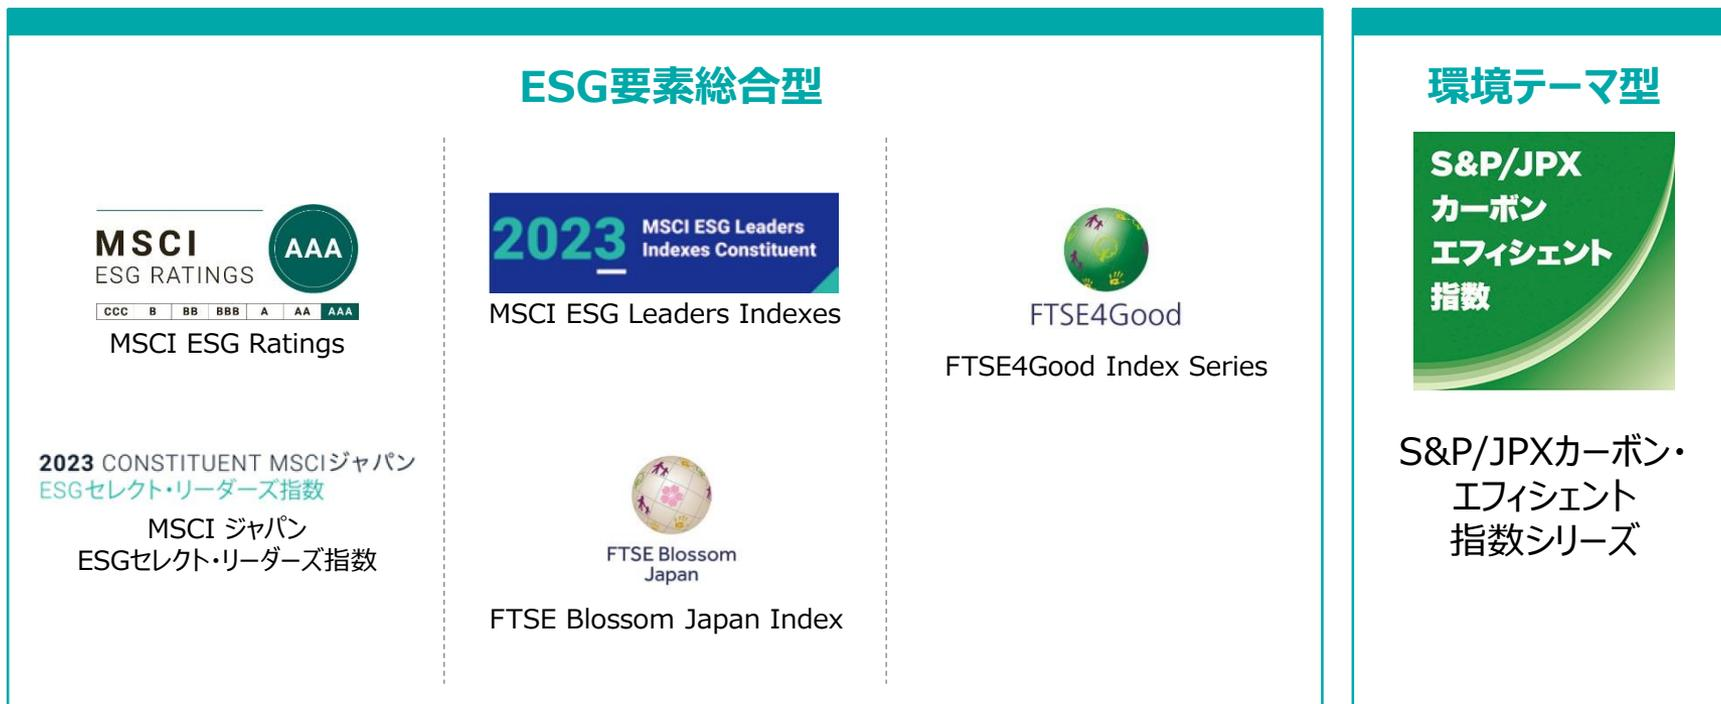 ESG要素総合型
MSCI
ESG RATINGS
AAA
CCC B BB BBB A AA AAA
MSCI ESG Ratings
2023 MSCI ESG Leaders
Indexes Constituent
MSCI ESG Leaders Indexes
FTSE4Good
FTSE4Good Index Series
2023 CONSTITUENT MSCIジャパン
ESGセレクト・リーダーズ指数
MSCI ジャパン
ESGセレクト・リーダーズ指数
FTSE Blossom
Japan
FTSE Blossom Japan Index
環境テーマ型
S&P/JPX
カーボン
エフィシェント
指数
S&P/JPXカーボン・
エフィシェント
指数シリーズ